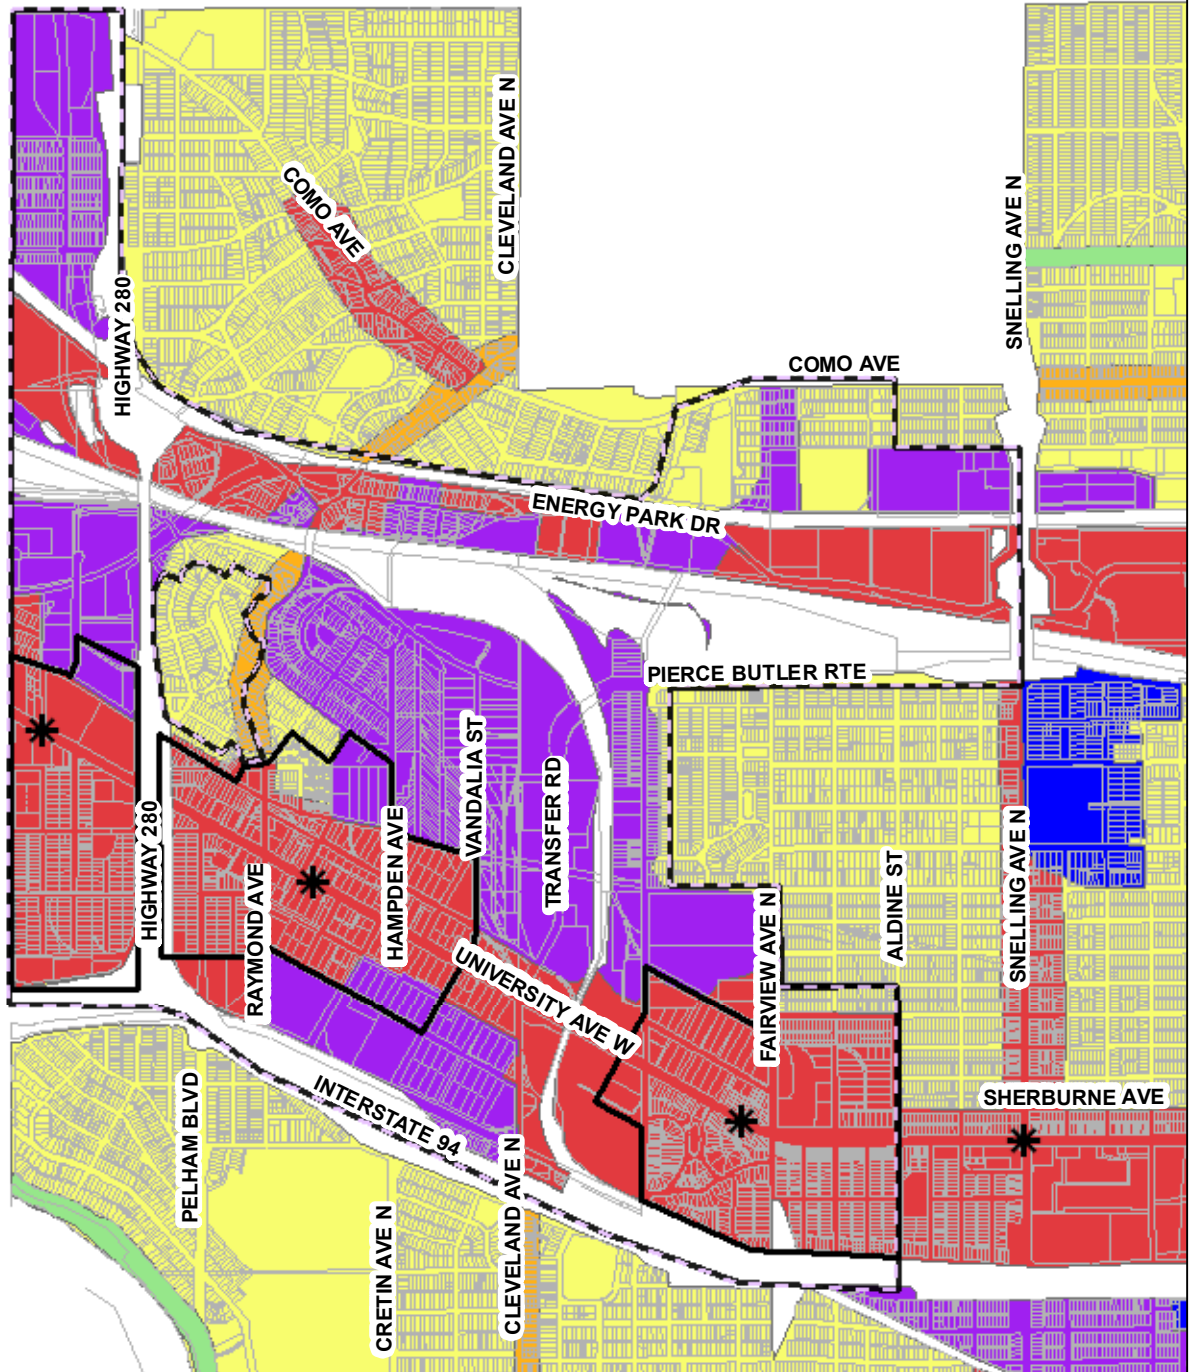 CLEVELAND AVE N
COMO AVE
SNELLING AVE N
HIGHWAY 280
COMO AVE
ENERGY PARK DR
PIERCE BUTLER RTE
VANDALIA ST
TRANSFER RD
HIGHWAY 280
HAMPDEN AVE
SNELLING AVE N
RAYMOND AVE
ALDINE ST
FAIRVIEW AVE N
UNIVERSITY AVE W
INTERSTATE 94
PELHAM BLVD
SHERBURNE AVE
CLEVELAND AVE N
CRETIN AVE N